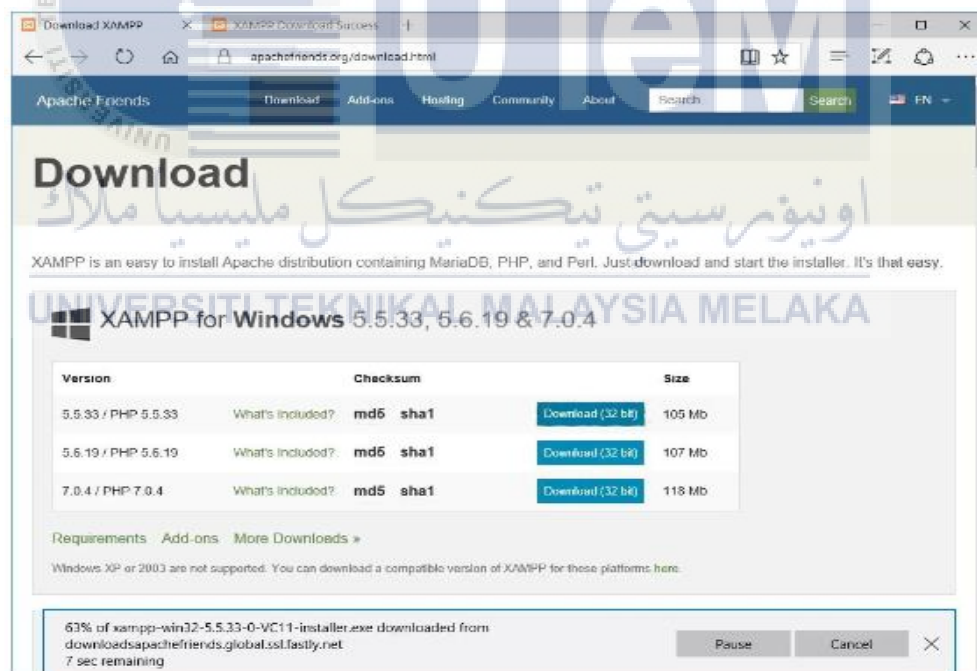 Download XAMPP
XAMPP Download Success
UTeM
apachefriends.org/download.html
Apache Friends
Download Add-ons Hosting Community About Search Search EN
Download
اونيۏرسيتي تيكنيكل مليسيا ملاك
XAMPP is an easy to install Apache distribution containing MariaDB, PHP, and Perl. Just download and start the installer. It's that easy.
UNIVERSITI TEKNIKAL MALAYSIA MELAKA
XAMPP for Windows 5.5.33, 5.6.19 & 7.0.4
Version Checksum Size
5.5.33 / PHP 5.5.33 What's Included? md5 sha1 Download (32 bit) 105 Mb
5.6.19 / PHP 5.6.19 What's Included? md5 sha1 Download (32 bit) 107 Mb
7.0.4 / PHP 7.0.4 What's Included? md5 sha1 Download (32 bit) 118 Mb
Requirements Add-ons More Downloads »
Windows XP or 2003 are not supported. You can download a compatible version of XAMPP for these platforms here.
63% of xampp-win32-5.5.33-0-VC11-installer.exe downloaded from
downloadsapachefriends.global.ssl.fastly.net
7 sec remaining
Pause Cancel